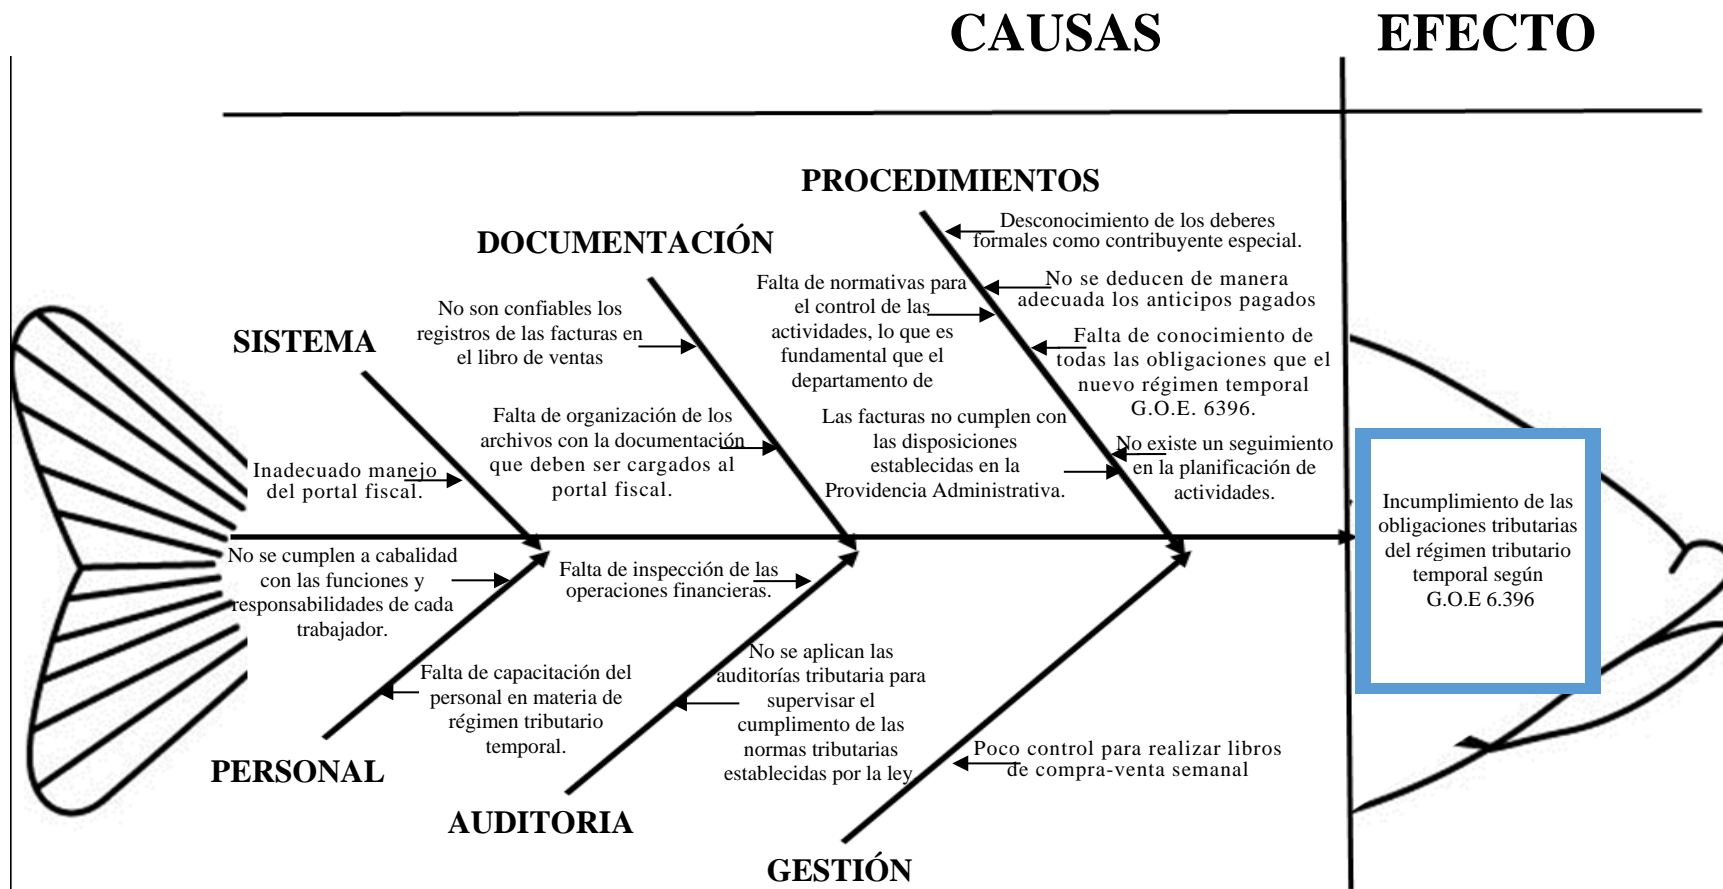 CAUSAS
EFECTO
PROCEDIMIENTOS
Desconocimiento de los deberes
formales como contribuyente especial.
No se deducen de manera
adecuada los anticipos pagados
Falta de conocimiento de
todas las obligaciones que el
nuevo régimen temporal
G.O.E. 6396.
No existe un seguimiento
en la planificación de
actividades.
Falta de normativas para
el control de las
actividades, lo que es
fundamental que el
departamento de
Las facturas no cumplen con
las disposiciones
establecidas en la
Providencia Administrativa.
DOCUMENTACIÓN
No son confiables los
registros de las facturas en
el libro de ventas
Falta de organización de los
archivos con la documentación
que deben ser cargados al
portal fiscal.
SISTEMA
Inadecuado manejo
del portal fiscal.
Incumplimiento de las
obligaciones tributarias
del régimen tributario
temporal según
G.O.E 6.396
No se cumplen a cabalidad
con las funciones y
responsabilidades de cada
trabajador.
Falta de capacitación del
personal en materia de
régimen tributario
temporal.
PERSONAL
Falta de inspección de las
operaciones financieras.
No se aplican las
auditorías tributaria para
supervisar el
cumplimento de las
normas tributarias
establecidas por la ley
AUDITORIA
Poco control para realizar libros
de compra-venta semanal
GESTIÓN